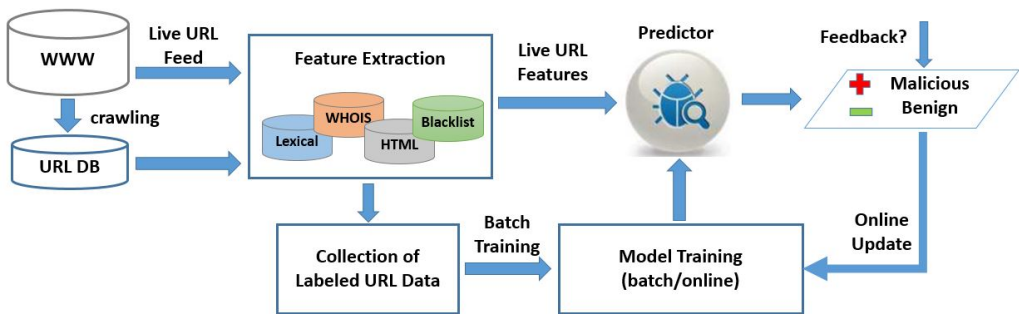 WWW
Live URL
Feed
crawling
URL DB
Feature Extraction
Lexical
WHOIS
HTML
Blacklist
Live URL
Features
Predictor
Feedback?
Malicious
Benign
Collection of
Labeled URL Data
Batch
Training
Model Training
(batch/online)
Online
Update